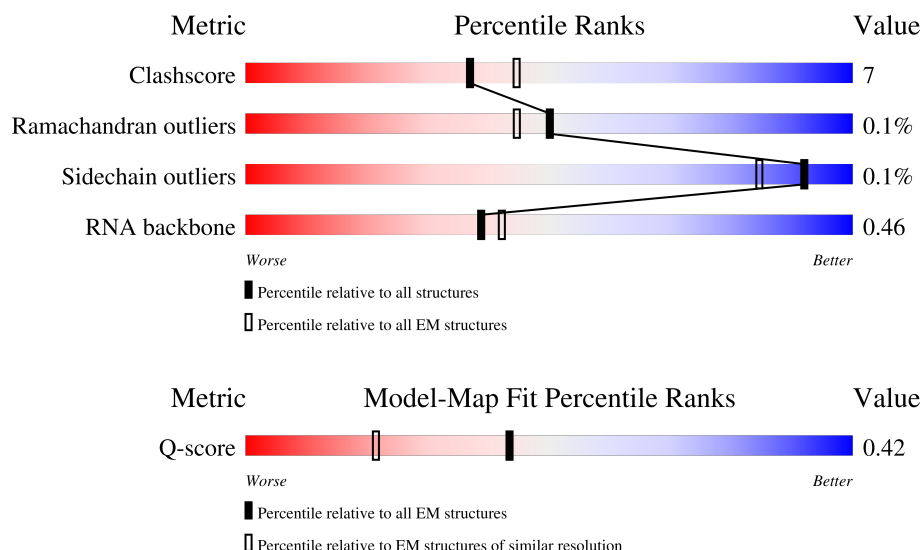 Metric Percentile Ranks Value
Clashscore 7
Ramachandran outliers 0.1%
Sidechain outliers 0.1%
RNA backbone 0.46
Worse Better
Percentile relative to all structures
Percentile relative to all EM structures
Metric Model-Map Fit Percentile Ranks Value
Q-score 0.42
Worse Better
Percentile relative to all EM structures
Percentile relative to EM structures of similar resolution